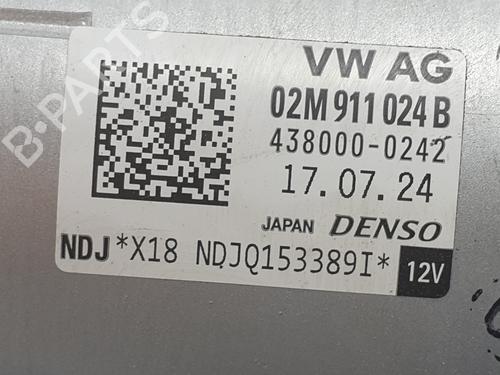 VW AG
02M 911 024 B
438000-0242
17.07.24
JAPAN DENSO
NDJ *X18 NDJQ153389I* 12V
B-PARTS